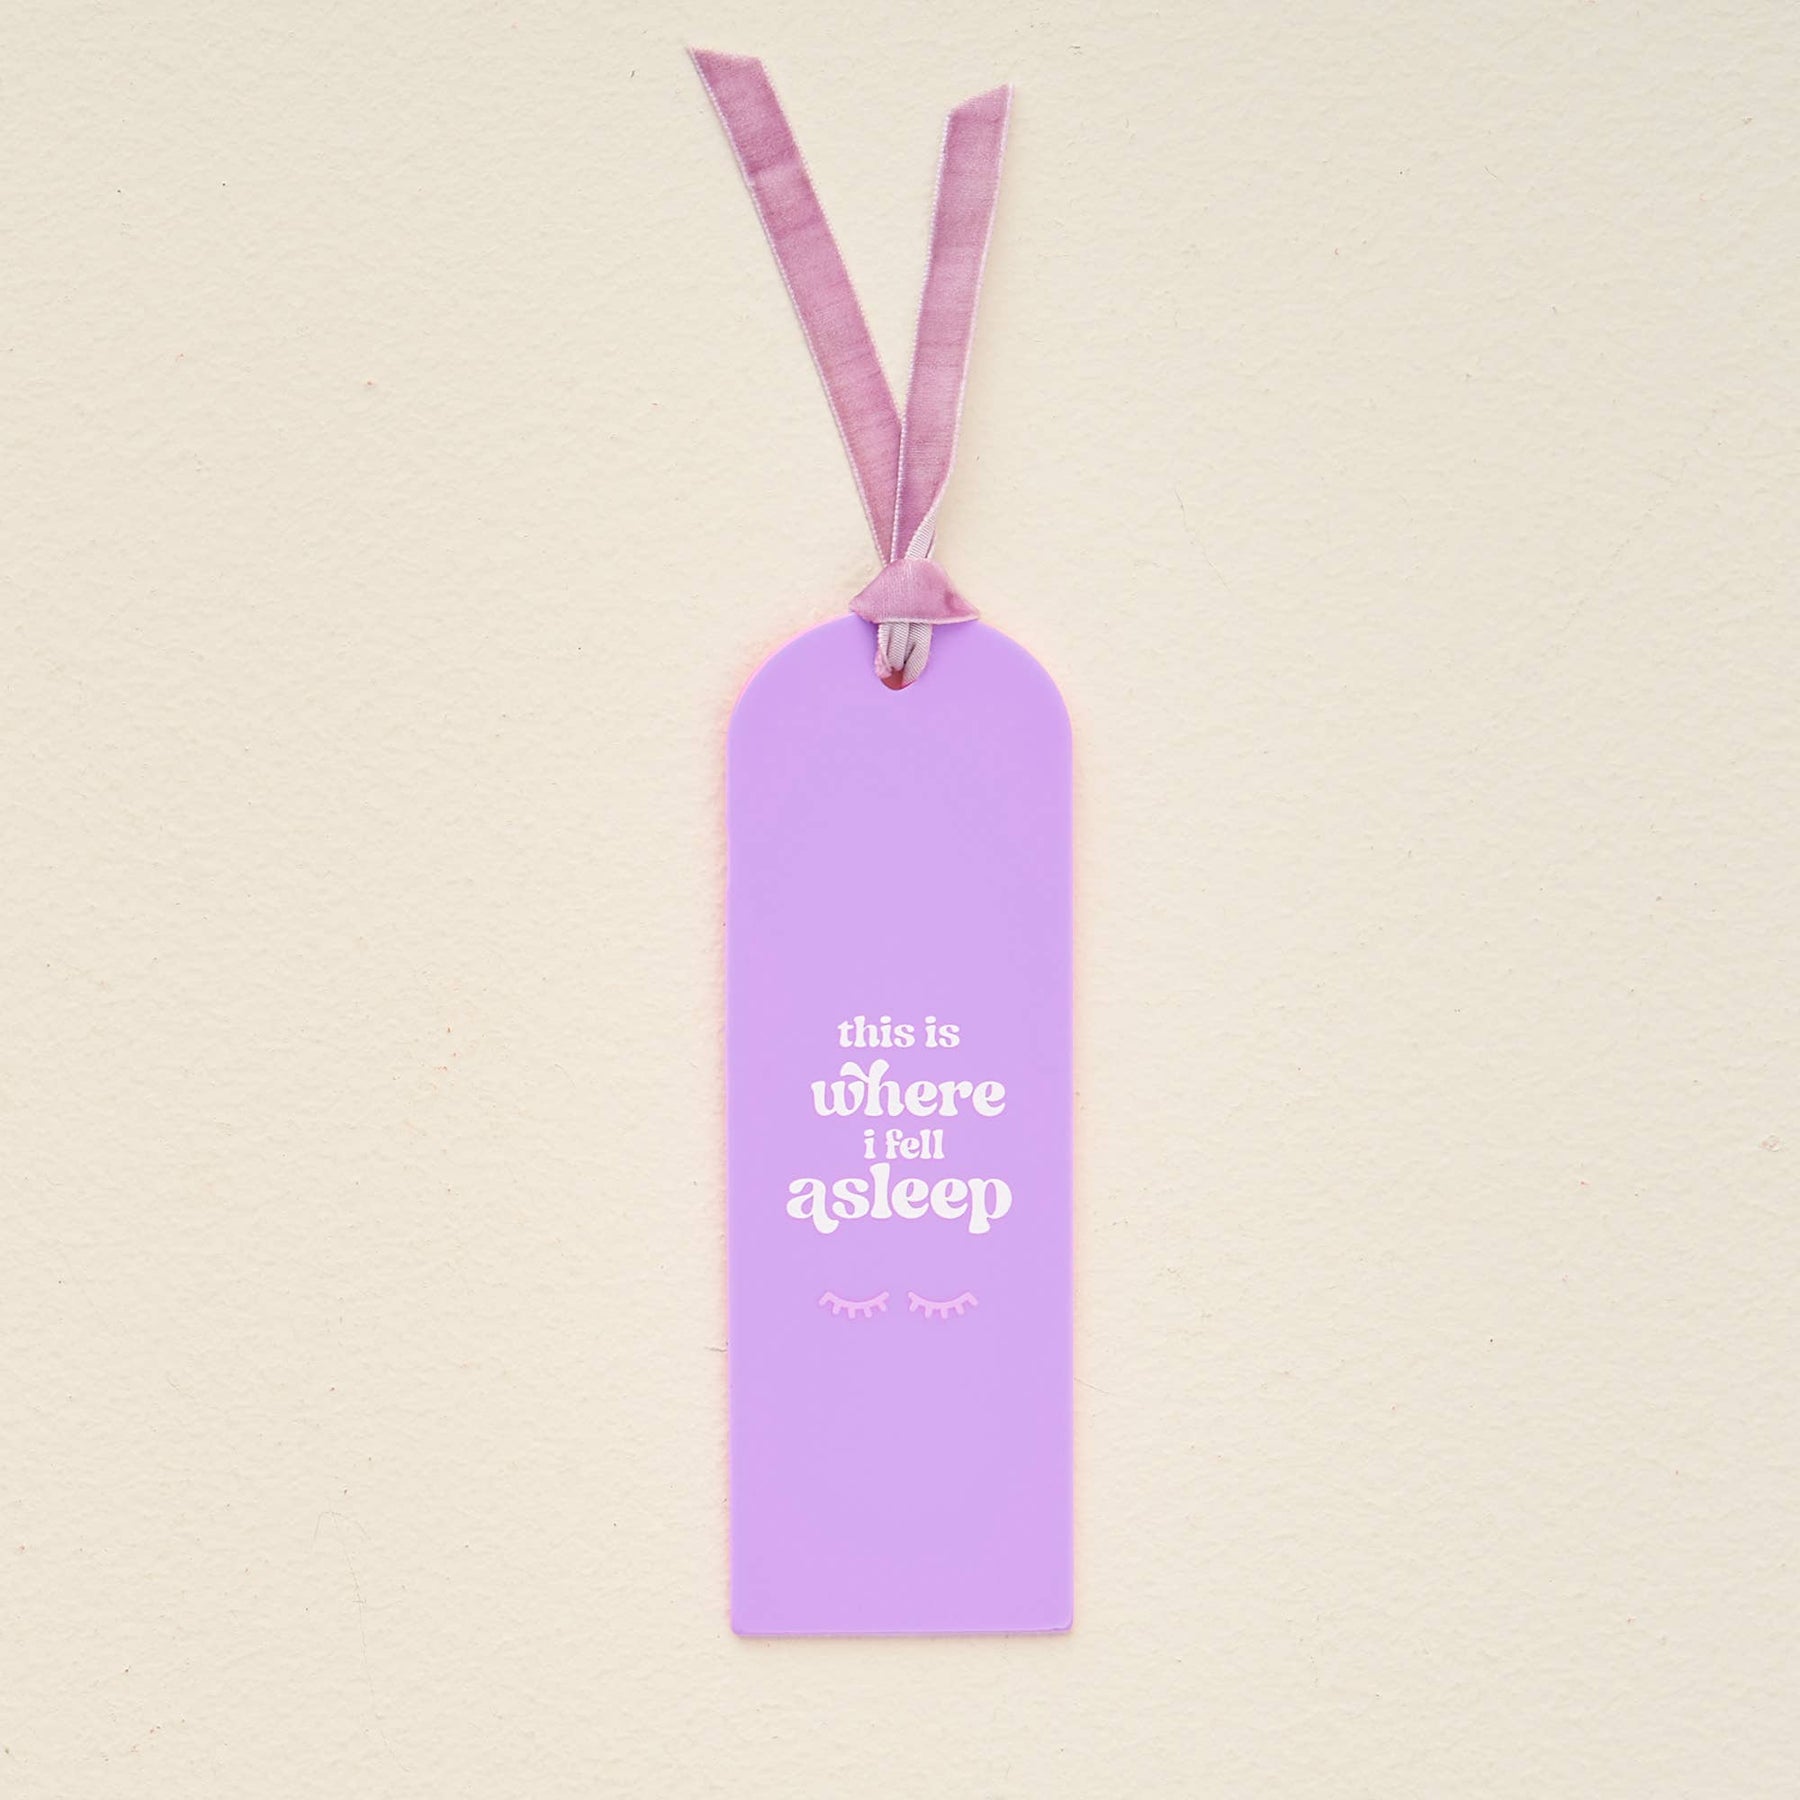 this is
where
i fell
asleep